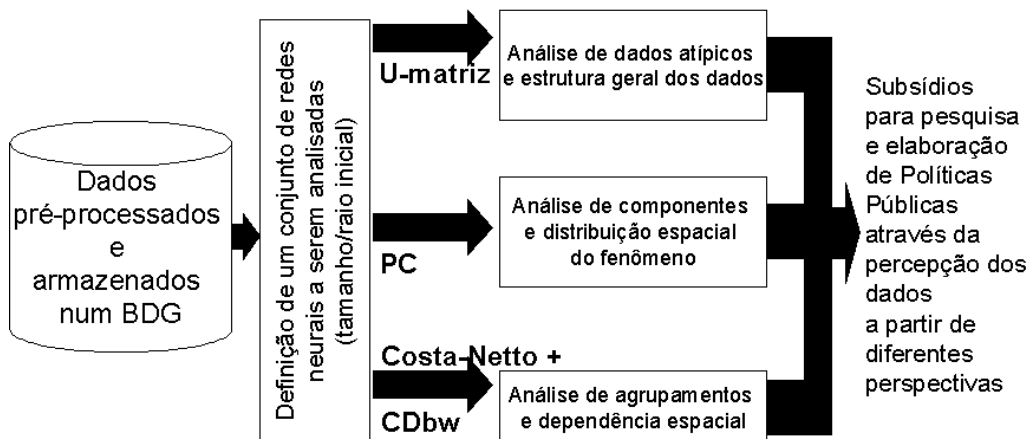 Dados
pré-processados
e
armazenados
num BDG
Definição de um conjunto de redes
neurais a serem analisadas
(tamanho/raio inicial)
U-matriz
Análise de dados atípicos
e estrutura geral dos dados
PC
Análise de componentes
e distribuição espacial
do fenômeno
Costa-Netto +
CDbw
Análise de agrupamentos
e dependência espacial
Subsídios
para pesquisa
e elaboração
de Políticas
Públicas
através da
percepção dos
dados
a partir de
diferentes
perspectivas